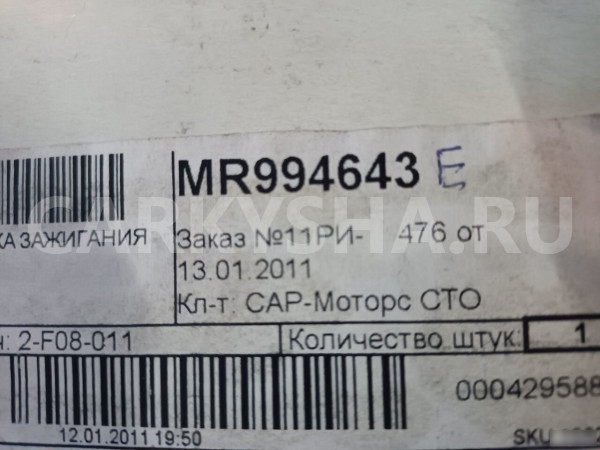 MR994643 E
ЗАЖИГАНИЯ
Заказ №11РИ- 476 от
13.01.2011
Кл-т: САР-Моторс СТО
2-F08-011 Количество штук: 1
000429588
12.01.2011 19:50 SKU
CARKYSHA.RU